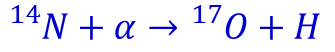 ¹⁴N + α → ¹⁷O + H